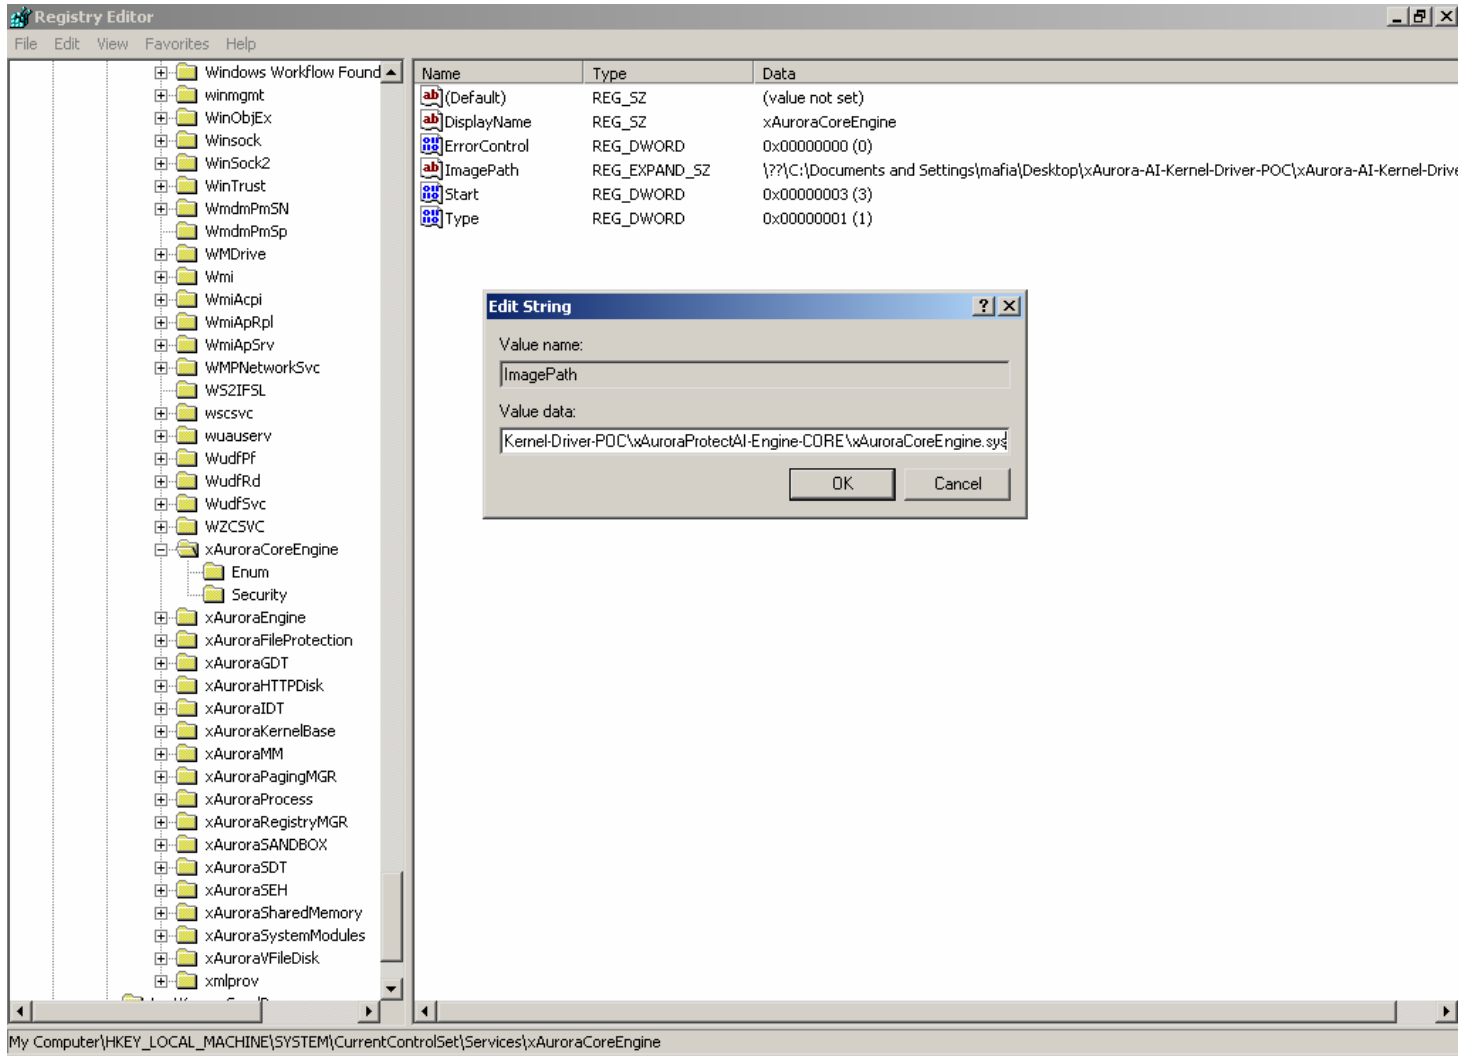 Registry Editor
File Edit View Favorites Help
Windows Workflow Found
winmgmt
WinObjEx
Winsock
WinSock2
WinTrust
WmdmPmSN
WmdmPmSp
WMDrive
Wmi
WmiAcpi
WmiApRpl
WmiApSrv
WMPNetworkSvc
WS2IFSL
wscsvc
wuauserv
WudfPf
WudfRd
WudfSvc
WZCSVC
xAuroraCoreEngine
Enum
Security
xAuroraEngine
xAuroraFileProtection
xAuroraGDT
xAuroraHTTPDisk
xAuroraIDT
xAuroraKernelBase
xAuroraMM
xAuroraPagingMGR
xAuroraProcess
xAuroraRegistryMGR
xAuroraSANDBOX
xAuroraSDT
xAuroraSEH
xAuroraSharedMemory
xAuroraSystemModules
xAuroraVFileDisk
xmlprov
Name Type Data
(Default) REG_SZ (value not set)
DisplayName REG_SZ xAuroraCoreEngine
ErrorControl REG_DWORD 0x00000000 (0)
ImagePath REG_EXPAND_SZ \??\C:\Documents and Settings\mafia\Desktop\xAurora-AI-Kernel-Driver-POC\xAurora-AI-Kernel-Drive
Start REG_DWORD 0x00000003 (3)
Type REG_DWORD 0x00000001 (1)
Edit String
Value name:
ImagePath
Value data:
Kernel-Driver-POC\xAuroraProtectAI-Engine-CORE\xAuroraCoreEngine.sys
OK Cancel
My Computer\HKEY_LOCAL_MACHINE\SYSTEM\CurrentControlSet\Services\xAuroraCoreEngine